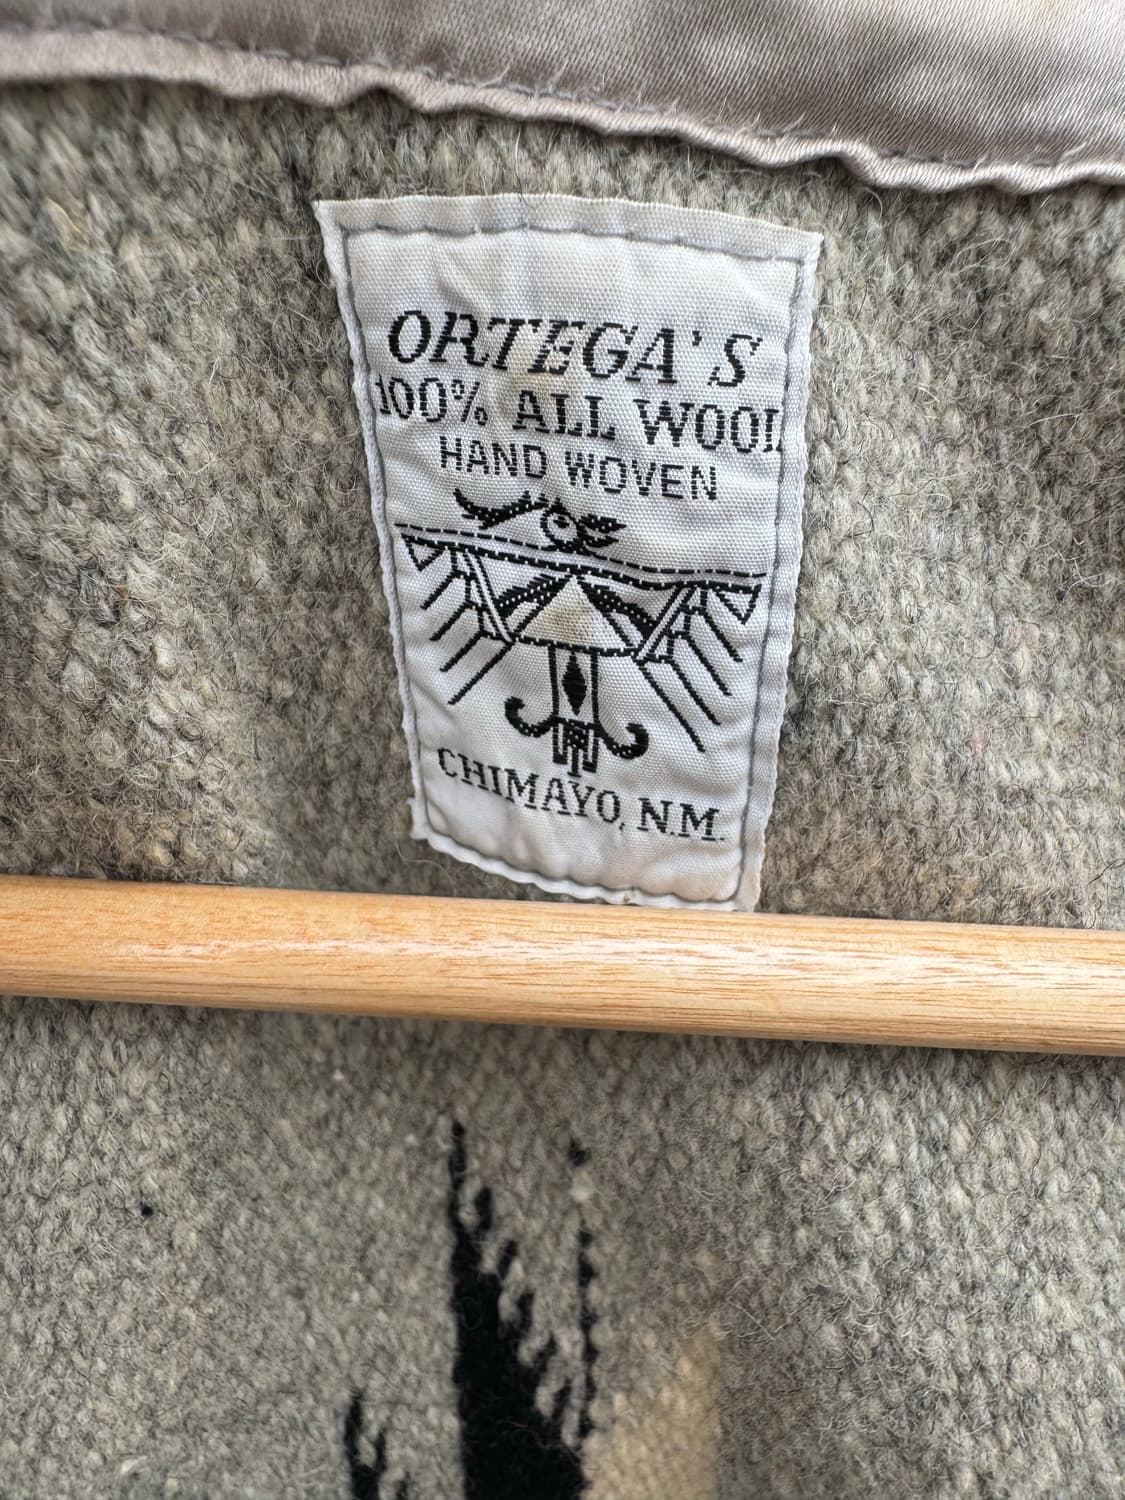 ORTEGA'S
100% ALL WOOL
HAND WOVEN
CHIMAYO, N.M.